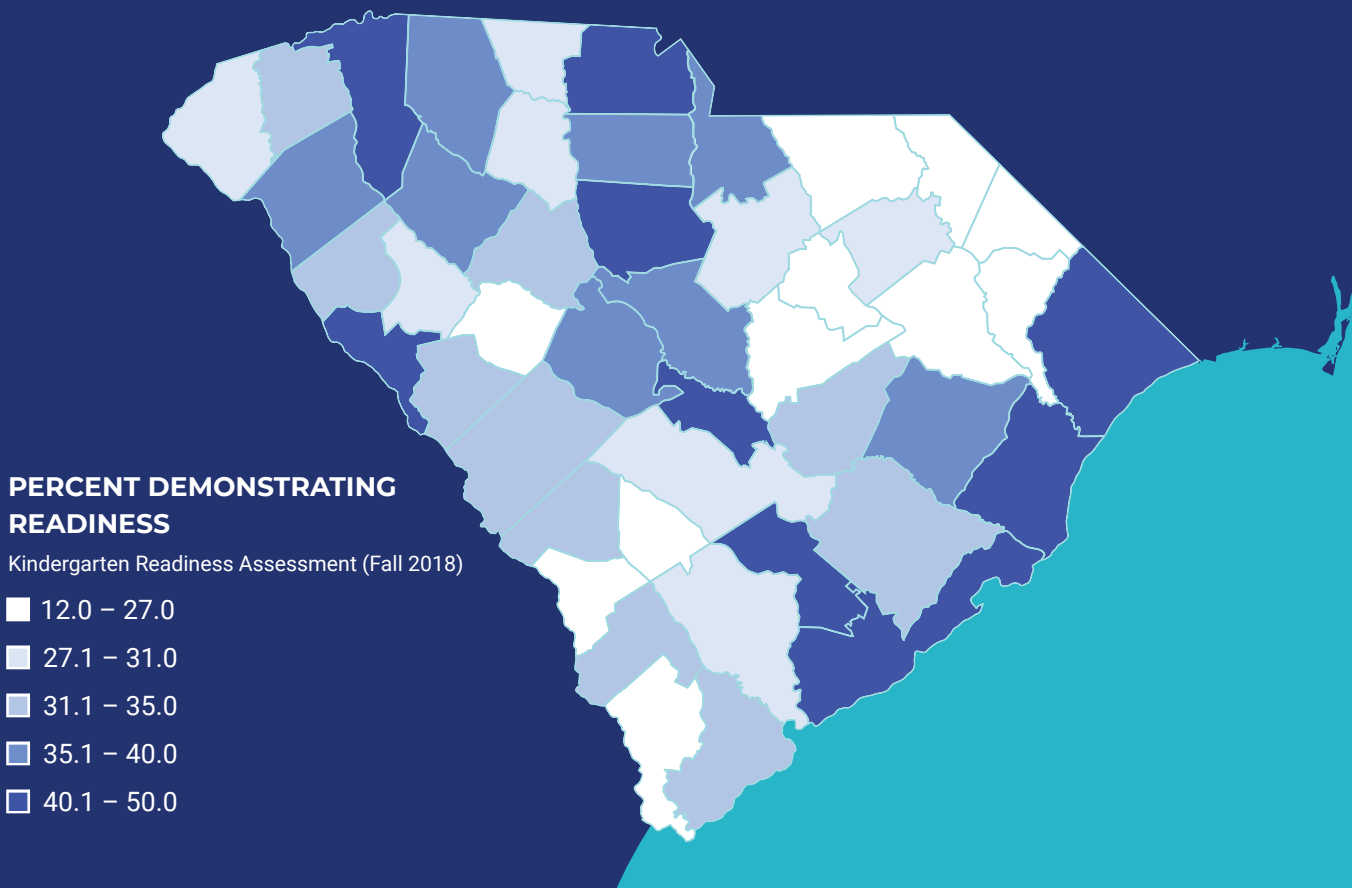 PERCENT DEMONSTRATING
READINESS
Kindergarten Readiness Assessment (Fall 2018)
12.0 – 27.0
27.1 – 31.0
31.1 – 35.0
35.1 – 40.0
40.1 – 50.0